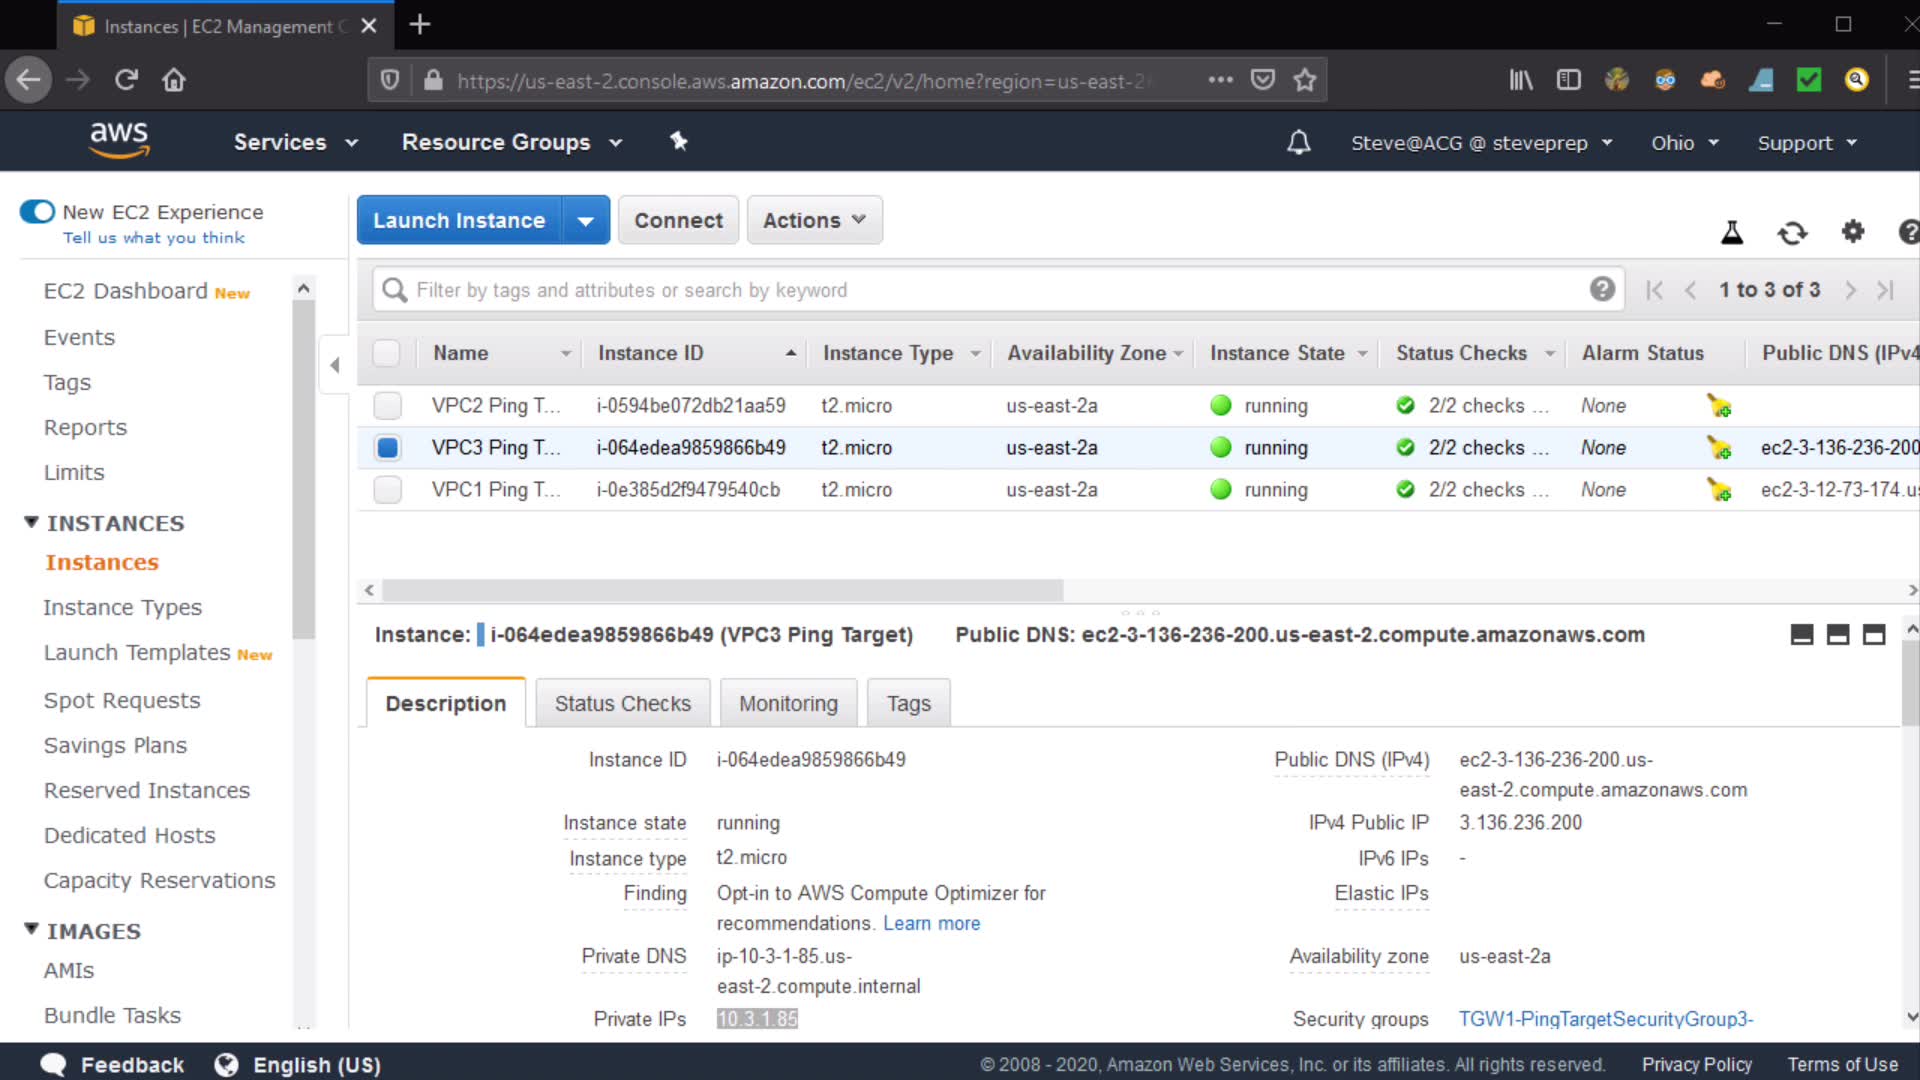 Instances | EC2 Management C
https://us-east-2.console.aws.amazon.com/ec2/v2/home?region=us-east-2
aws Services Resource Groups Steve@ACG @ steveprep Ohio Support
New EC2 Experience
Tell us what you think
EC2 Dashboard New
Events
Tags
Reports
Limits
INSTANCES
Instances
Instance Types
Launch Templates New
Spot Requests
Savings Plans
Reserved Instances
Dedicated Hosts
Capacity Reservations
IMAGES
AMIs
Bundle Tasks
Launch Instance Connect Actions
Filter by tags and attributes or search by keyword 1 to 3 of 3
Name Instance ID Instance Type Availability Zone Instance State Status Checks Alarm Status Public DNS (IPv4
VPC2 Ping T... i-0594be072db21aa59 t2.micro us-east-2a running 2/2 checks ... None
VPC3 Ping T... i-064edea9859866b49 t2.micro us-east-2a running 2/2 checks ... None ec2-3-136-236-200
VPC1 Ping T... i-0e385d2f9479540cb t2.micro us-east-2a running 2/2 checks ... None ec2-3-12-73-174.us
Instance: i-064edea9859866b49 (VPC3 Ping Target) Public DNS: ec2-3-136-236-200.us-east-2.compute.amazonaws.com
Description Status Checks Monitoring Tags
Instance ID i-064edea9859866b49 Public DNS (IPv4) ec2-3-136-236-200.us-
east-2.compute.amazonaws.com
Instance state running IPv4 Public IP 3.136.236.200
Instance type t2.micro IPv6 IPs -
Finding Opt-in to AWS Compute Optimizer for Elastic IPs
recommendations. Learn more
Private DNS ip-10-3-1-85.us- Availability zone us-east-2a
east-2.compute.internal
Private IPs 10.3.1.85 Security groups TGW1-PingTargetSecurityGroup3-
Feedback English (US) © 2008 - 2020, Amazon Web Services, Inc. or its affiliates. All rights reserved. Privacy Policy Terms of Use